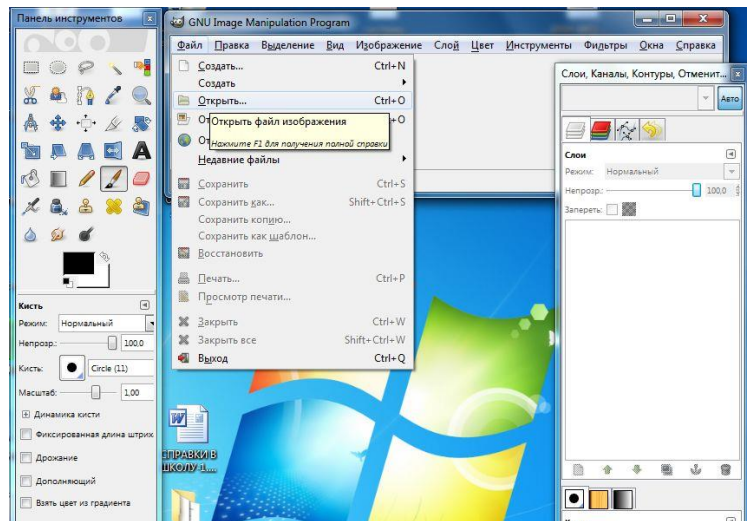 Панель инструментов
GNU Image Manipulation Program
Файл Правка Выделение Вид Изображение Слой Цвет Инструменты Фильтры Окна Справка
Создать... Ctrl+N
Создать
Открыть... Ctrl+O
Открыть файл изображения
Нажмите F1 для получения полной справки
Недавние файлы
Сохранить Ctrl+S
Сохранить как... Shift+Ctrl+S
Сохранить копию...
Сохранить как шаблон...
Восстановить
Печать... Ctrl+P
Просмотр печати...
Закрыть Ctrl+W
Закрыть все Shift+Ctrl+W
Выход Ctrl+Q
Кисть
Режим: Нормальный
Непрозр.: 100,0
Кисть: Circle (11)
Масштаб: 1,00
Динамика кисти
Фиксированная длина штрих
Дрожание
Дополняющий
Взять цвет из градиента
СПРАВКИ В
ШКОЛУ 1....
Слои, Каналы, Контуры, Отменит...
Авто
Слои
Режим: Нормальный
Непрозр.: 100,0
Запереть: